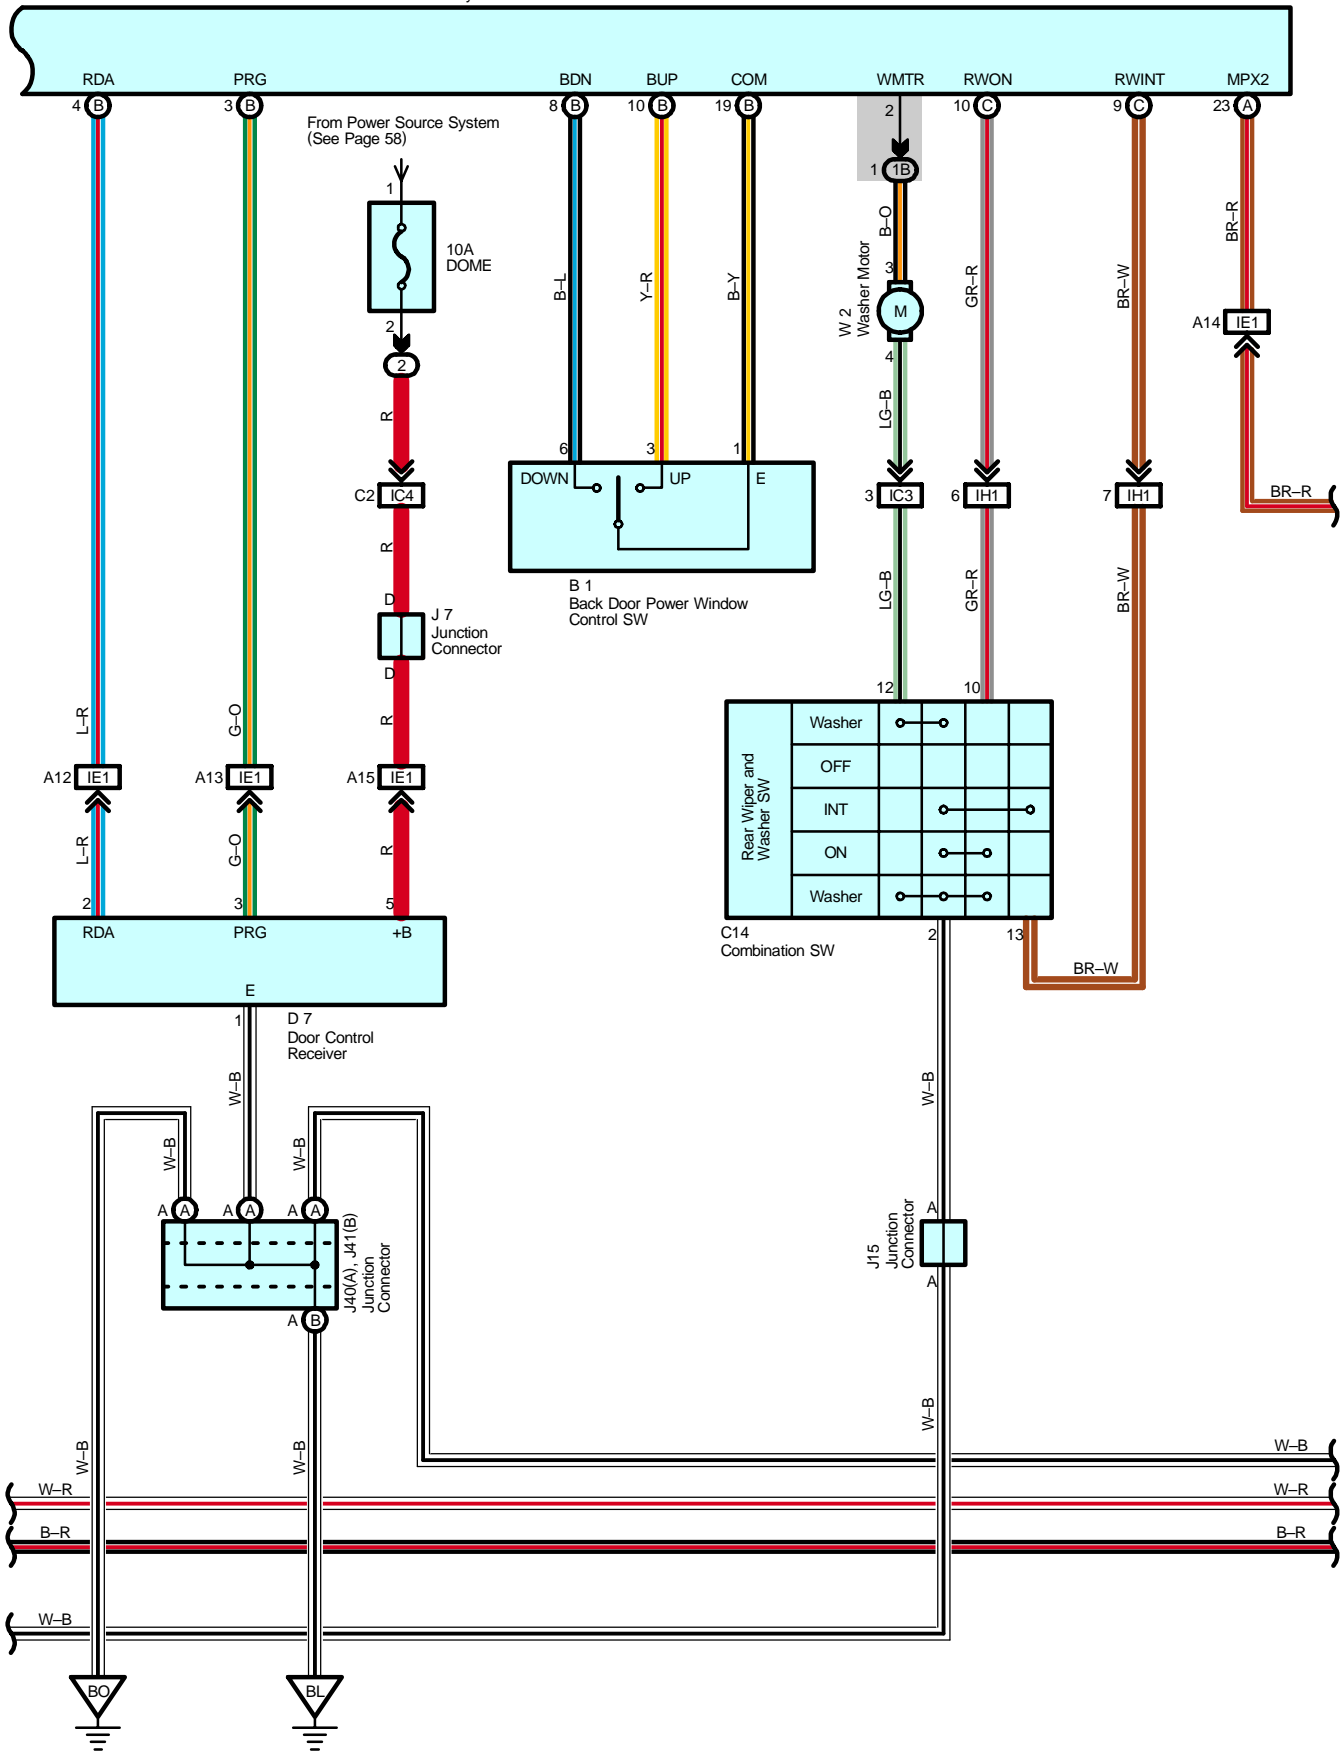 RDA PRG BDN BUP COM WMTR RWON RWINT MPX2
4 B 3 B 8 B 10 B 19 B 2 10 C 9 C 23 A
From Power Source System
(See Page 58)
1 1B
1
10A
DOME
2
2
B–L
Y–R
B–Y
B–O
W 2
Washer Motor
3
M
4
GR–R
BR–W
BR–R
A14 IE1
R
LG–B
C2 IC4
6 3 1
DOWN UP E
B 1
Back Door Power Window
Control SW
3 IC3
6 IH1
7 IH1
BR–R
R
LG–B
GR–R
BR–W
D
J 7
Junction
Connector
D
L–R
G–O
R
A12 IE1
A13 IE1
A15 IE1
L–R
G–O
R
12 10
Rear Wiper and
Washer SW
Washer
OFF
INT
ON
Washer
2 3 5
RDA PRG +B
E
C14
Combination SW
2 13
BR–W
1
D 7
Door Control
Receiver
W–B
W–B
W–B
W–B
A A A A A A
J40(A), J41(B)
Junction
Connector
A B
A
J15
Junction
Connector
A
W–B
W–B
W–B
W–B
W–R W–R
B–R B–R
W–B
BO BL